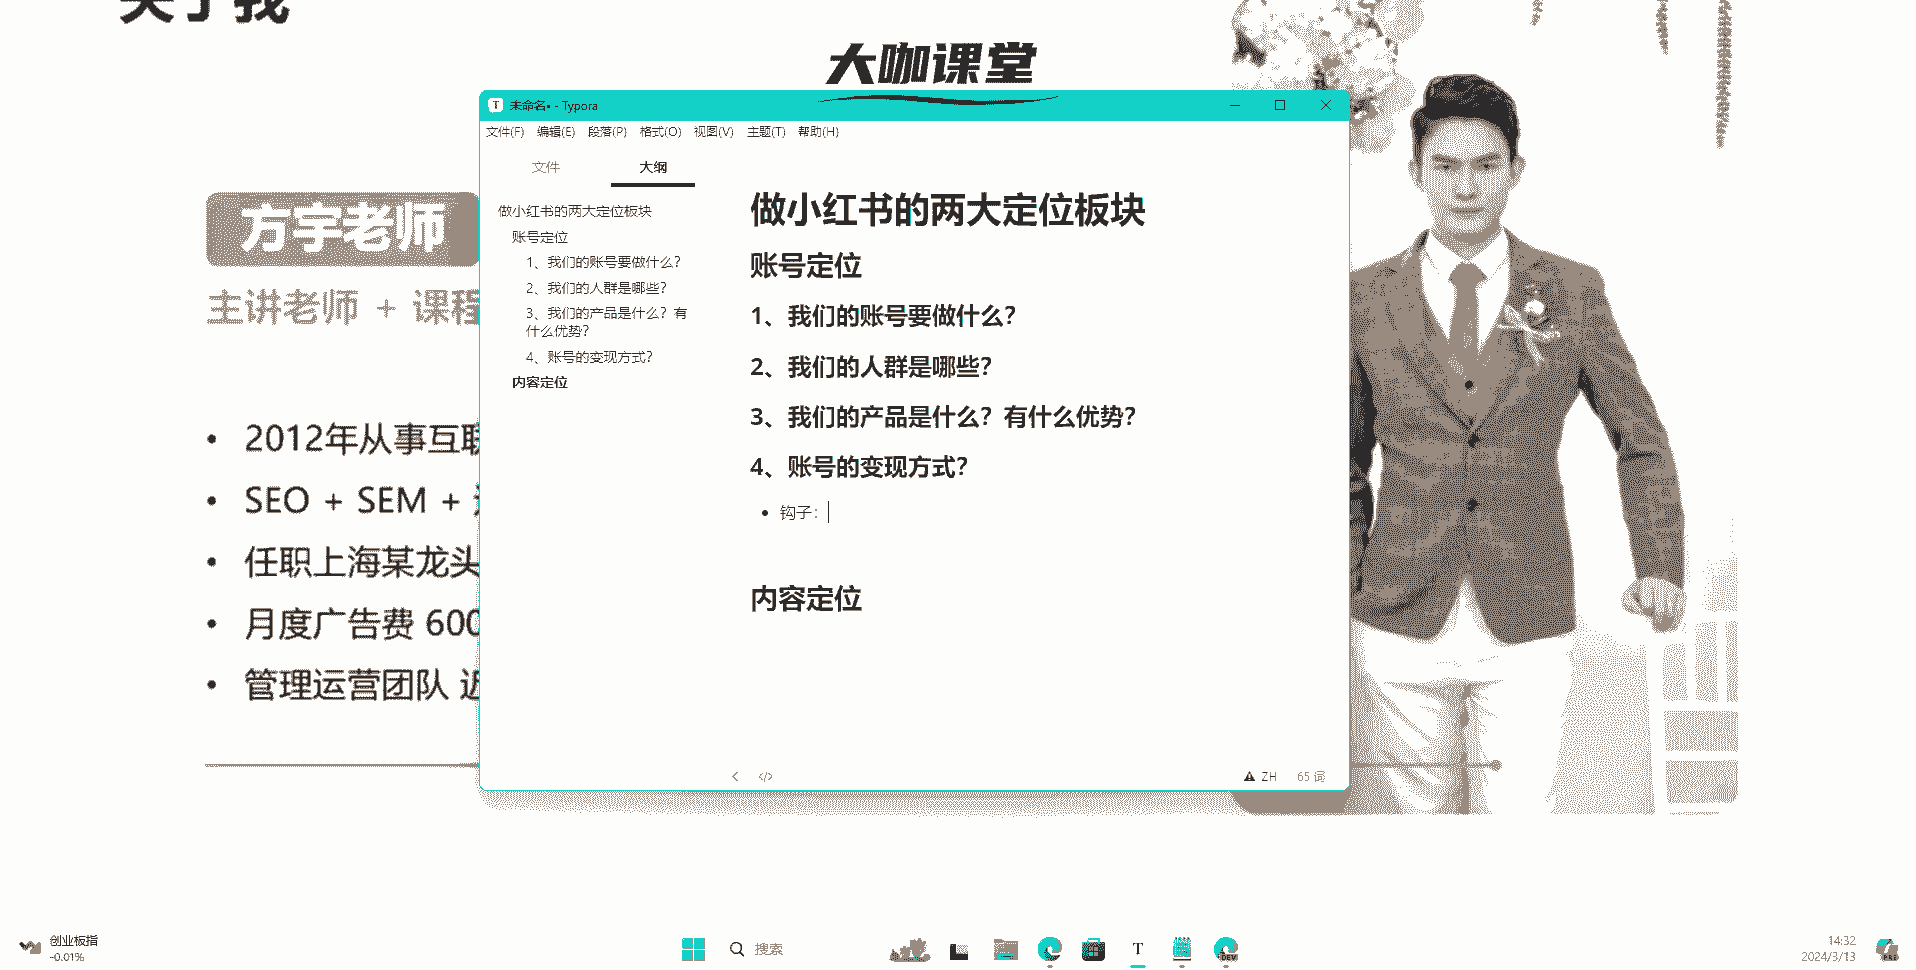 关于我
大咖课堂
方宇老师
主讲老师 + 课程
2012年从事互联
SEO + SEM +
任职上海某龙头
月度广告费 600
管理运营团队 近
未命名• - Typora
文件(F) 编辑(E) 段落(P) 格式(O) 视图(V) 主题(T) 帮助(H)
文件 大纲
做小红书的两大定位板块
账号定位
1、我们的账号要做什么？
2、我们的人群是哪些？
3、我们的产品是什么？有
什么优势？
4、账号的变现方式？
内容定位
做小红书的两大定位板块
账号定位
1、我们的账号要做什么？
2、我们的人群是哪些？
3、我们的产品是什么？有什么优势？
4、账号的变现方式？
钩子：
内容定位
ZH 65 词
创业板指
-0.01%
搜索
T
DEV
14:32
2024/3/13
PRE